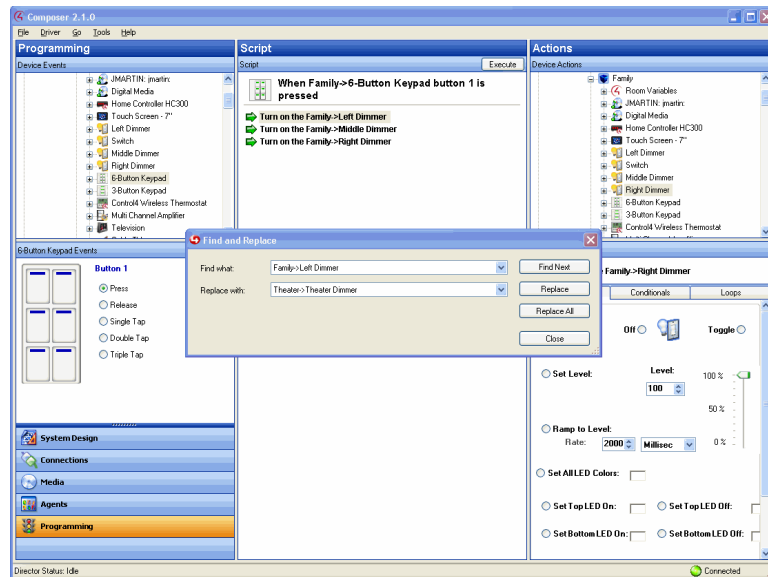 Composer 2.1.0
File Driver Go Tools Help
Programming
Device Events
JMARTIN: jmartin:
Digital Media
Home Controller HC300
Touch Screen - 7"
Left Dimmer
Switch
Middle Dimmer
Right Dimmer
6-Button Keypad
3-Button Keypad
Control4 Wireless Thermostat
Multi Channel Amplifier
Television
6-Button Keypad Events
Button 1
Press
Release
Single Tap
Double Tap
Triple Tap
System Design
Connections
Media
Agents
Programming
Script
Script
Execute
When Family->6-Button Keypad button 1 is
pressed
Turn on the Family->Left Dimmer
Turn on the Family->Middle Dimmer
Turn on the Family->Right Dimmer
Find and Replace
Find what:
Family->Left Dimmer
Find Next
Replace with:
Theater->Theater Dimmer
Replace
Replace All
Close
Actions
Device Actions
Family
Room Variables
JMARTIN: jmartin:
Digital Media
Home Controller HC300
Touch Screen - 7"
Left Dimmer
Switch
Middle Dimmer
Right Dimmer
6-Button Keypad
3-Button Keypad
Control4 Wireless Thermostat
Family->Right Dimmer
Conditionals
Loops
Off
Toggle
Set Level:
Level:
100
100 %
50 %
0 %
Ramp to Level:
Rate:
2000
Millisec
Set All LED Colors:
Set Top LED On:
Set Top LED Off:
Set Bottom LED On:
Set Bottom LED Off:
Director Status: Idle
Connected